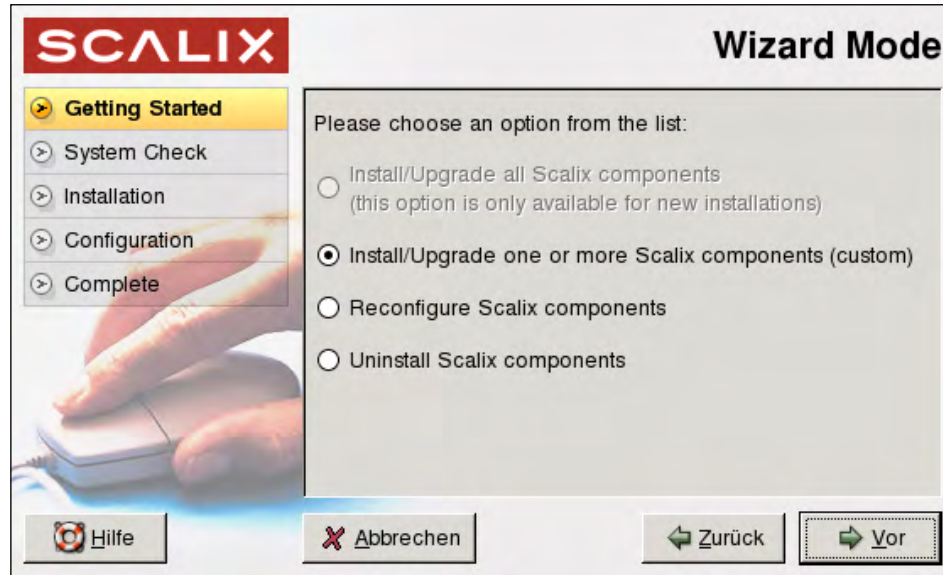 SCALIX
Wizard Mode
Getting Started
System Check
Installation
Configuration
Complete
Please choose an option from the list:
Install/Upgrade all Scalix components
(this option is only available for new installations)
Install/Upgrade one or more Scalix components (custom)
Reconfigure Scalix components
Uninstall Scalix components
Hilfe
Abbrechen
Zurück
Vor